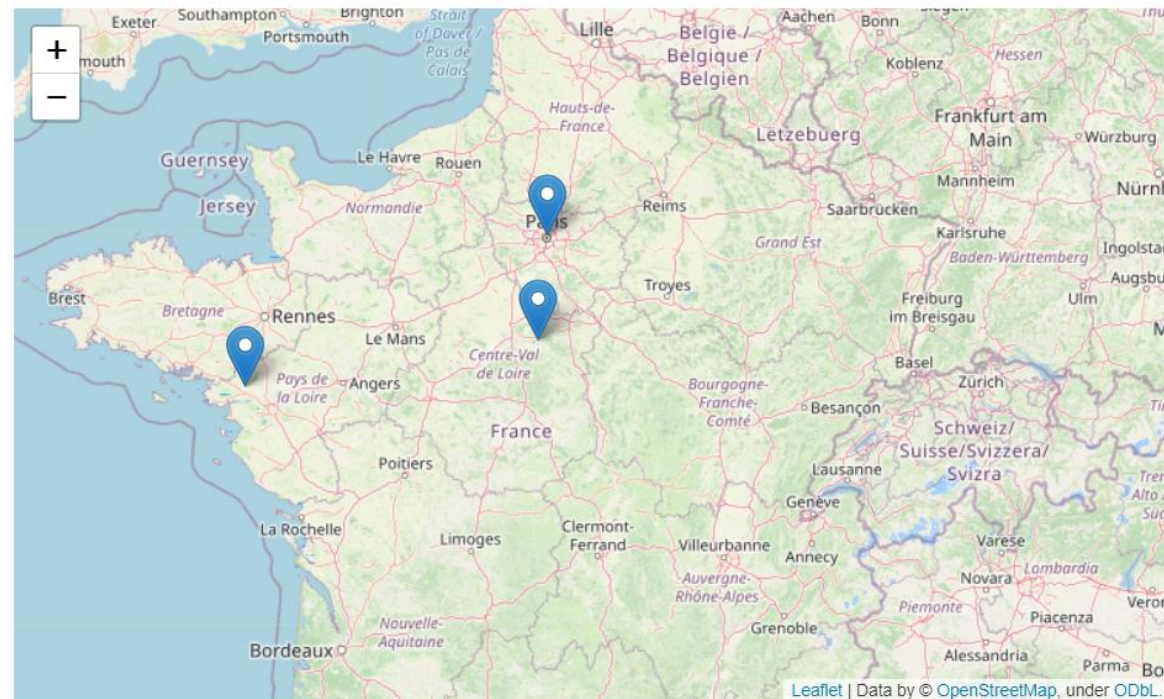 Exeter
Southampton
Brighton
Portsmouth
Strait
of Dover /
Pas de
Calais
Lille
België /
Belgique /
Belgien
Aachen
Bonn
Koblenz
Hessen
+
mouth
−
Hauts-de-
France
Lëtzebuerg
Frankfurt am
Main
Würzburg
Guernsey
Le Havre
Rouen
Jersey
Normandie
Reims
Saarbrücken
Mannheim
Nürnl
Karlsruhe
Grand Est
Baden-Württemberg
Ingolsta
Brest
Bretagne
Rennes
Le Mans
Troyes
Freiburg
im Breisgau
Ulm
Augsbu
M
Centre-Val
de Loire
Pays de
la Loire
Angers
Bourgogne-
Franche-
Comté
Besançon
Basel
Zürich
France
Schweiz/
Suisse/Svizzera/
Svizra
Poitiers
Lausanne
Genève
La Rochelle
Limoges
Clermont-
Ferrand
Villeurbanne
Annecy
Varese
Lombardia
Auvergne-
Rhône-Alpes
Novara
Piemonte
Piacenza
Veror
Nouvelle-
Aquitaine
Bordeaux
Grenoble
Alessandria
Parma
Bo
Leaflet | Data by © OpenStreetMap, under ODbL.